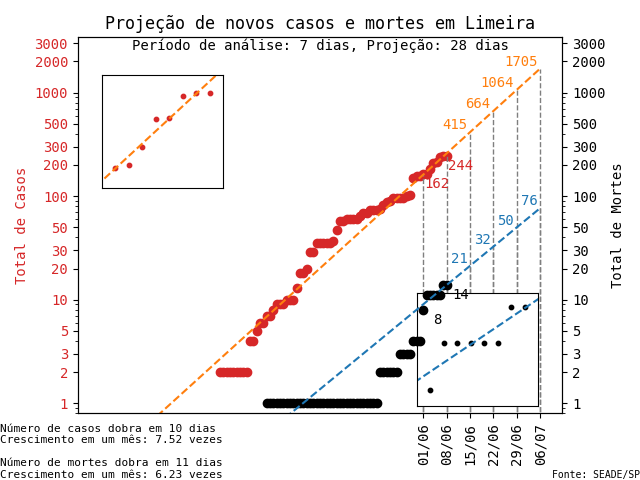 Projeção de novos casos e mortes em Limeira
Período de análise: 7 dias, Projeção: 28 dias
3000 3000
2000 1705 2000
1064
1000 1000
664
500 415 500
300 300
200 244 200
162
100 76 100
50 50 50
32
30 30
21
20 20
14
10 10
8
5 5
3 3
2 2
1 1
Total de Casos
Total de Mortes
01/06 08/06 15/06 22/06 29/06 06/07
Número de casos dobra em 10 dias
Crescimento em um mês: 7.52 vezes
Número de mortes dobra em 11 dias
Crescimento em um mês: 6.23 vezes
Fonte: SEADE/SP